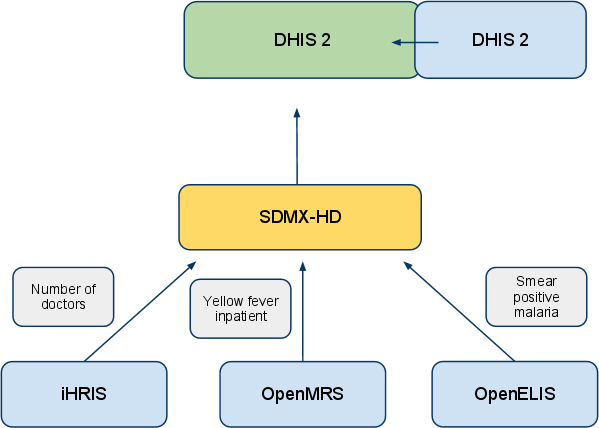 DHIS 2
DHIS 2
SDMX-HD
Number of
doctors
Yellow fever
inpatient
Smear
positive
malaria
iHRIS
OpenMRS
OpenELIS